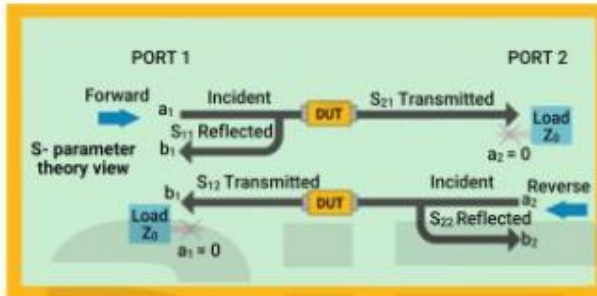 PORT 1
PORT 2
Forward
a1
Incident
DUT
S21 Transmitted
Load
Z0
S11 Reflected
b1
a2 = 0
S- parameter
theory view
b1
S12 Transmitted
DUT
Incident
a2
Reverse
Load
Z0
S22 Reflected
b2
a1 = 0